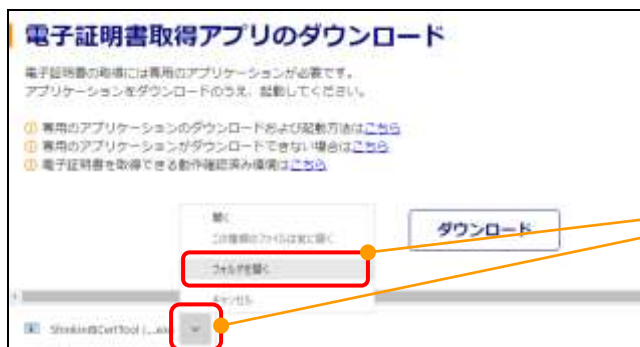 電子証明書取得アプリのダウンロード
電子証明書の取得には専用のアプリケーションが必要です。
アプリケーションをダウンロードのうえ、起動してください。
① 専用のアプリケーションのダウンロードおよび起動方法はこちら
① 専用のアプリケーションがダウンロードできない場合はこちら
① 電子証明書を取得できる動作確認済み環境はこちら
開く
この種類のファイルは常に開く
フォルダを開く
キャンセル
ダウンロード
ShinkinIBCertTool (....exe